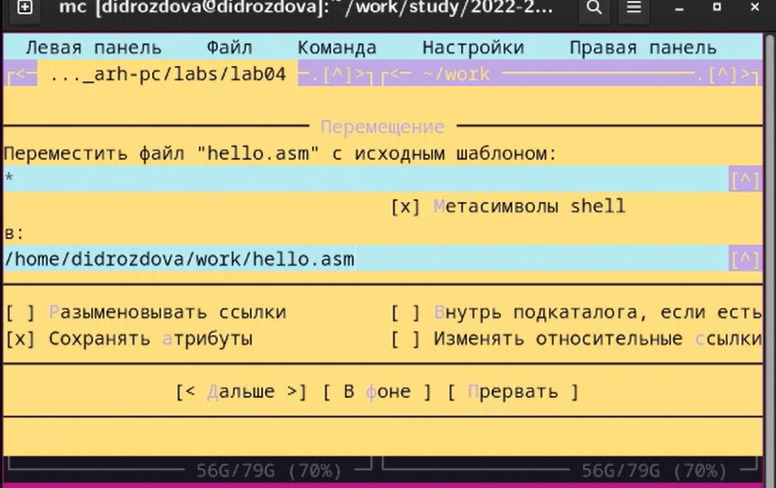 mc [didrozdova@didrozdova]:~/work/study/2022-2...
Левая панель Файл Команда Настройки Правая панель
<─ ..._arh-pc/labs/lab04 ─.[^]> <─ ~/work ─.[^]>
Перемещение
Переместить файл "hello.asm" с исходным шаблоном:
* [^]
[x] Метасимволы shell
в:
/home/didrozdova/work/hello.asm [^]
[ ] Разыменовывать ссылки [ ] Внутрь подкаталога, если есть
[x] Сохранять атрибуты [ ] Изменять относительные ссылки
[< Дальше >] [ В фоне ] [ Прервать ]
56G/79G (70%) 56G/79G (70%)